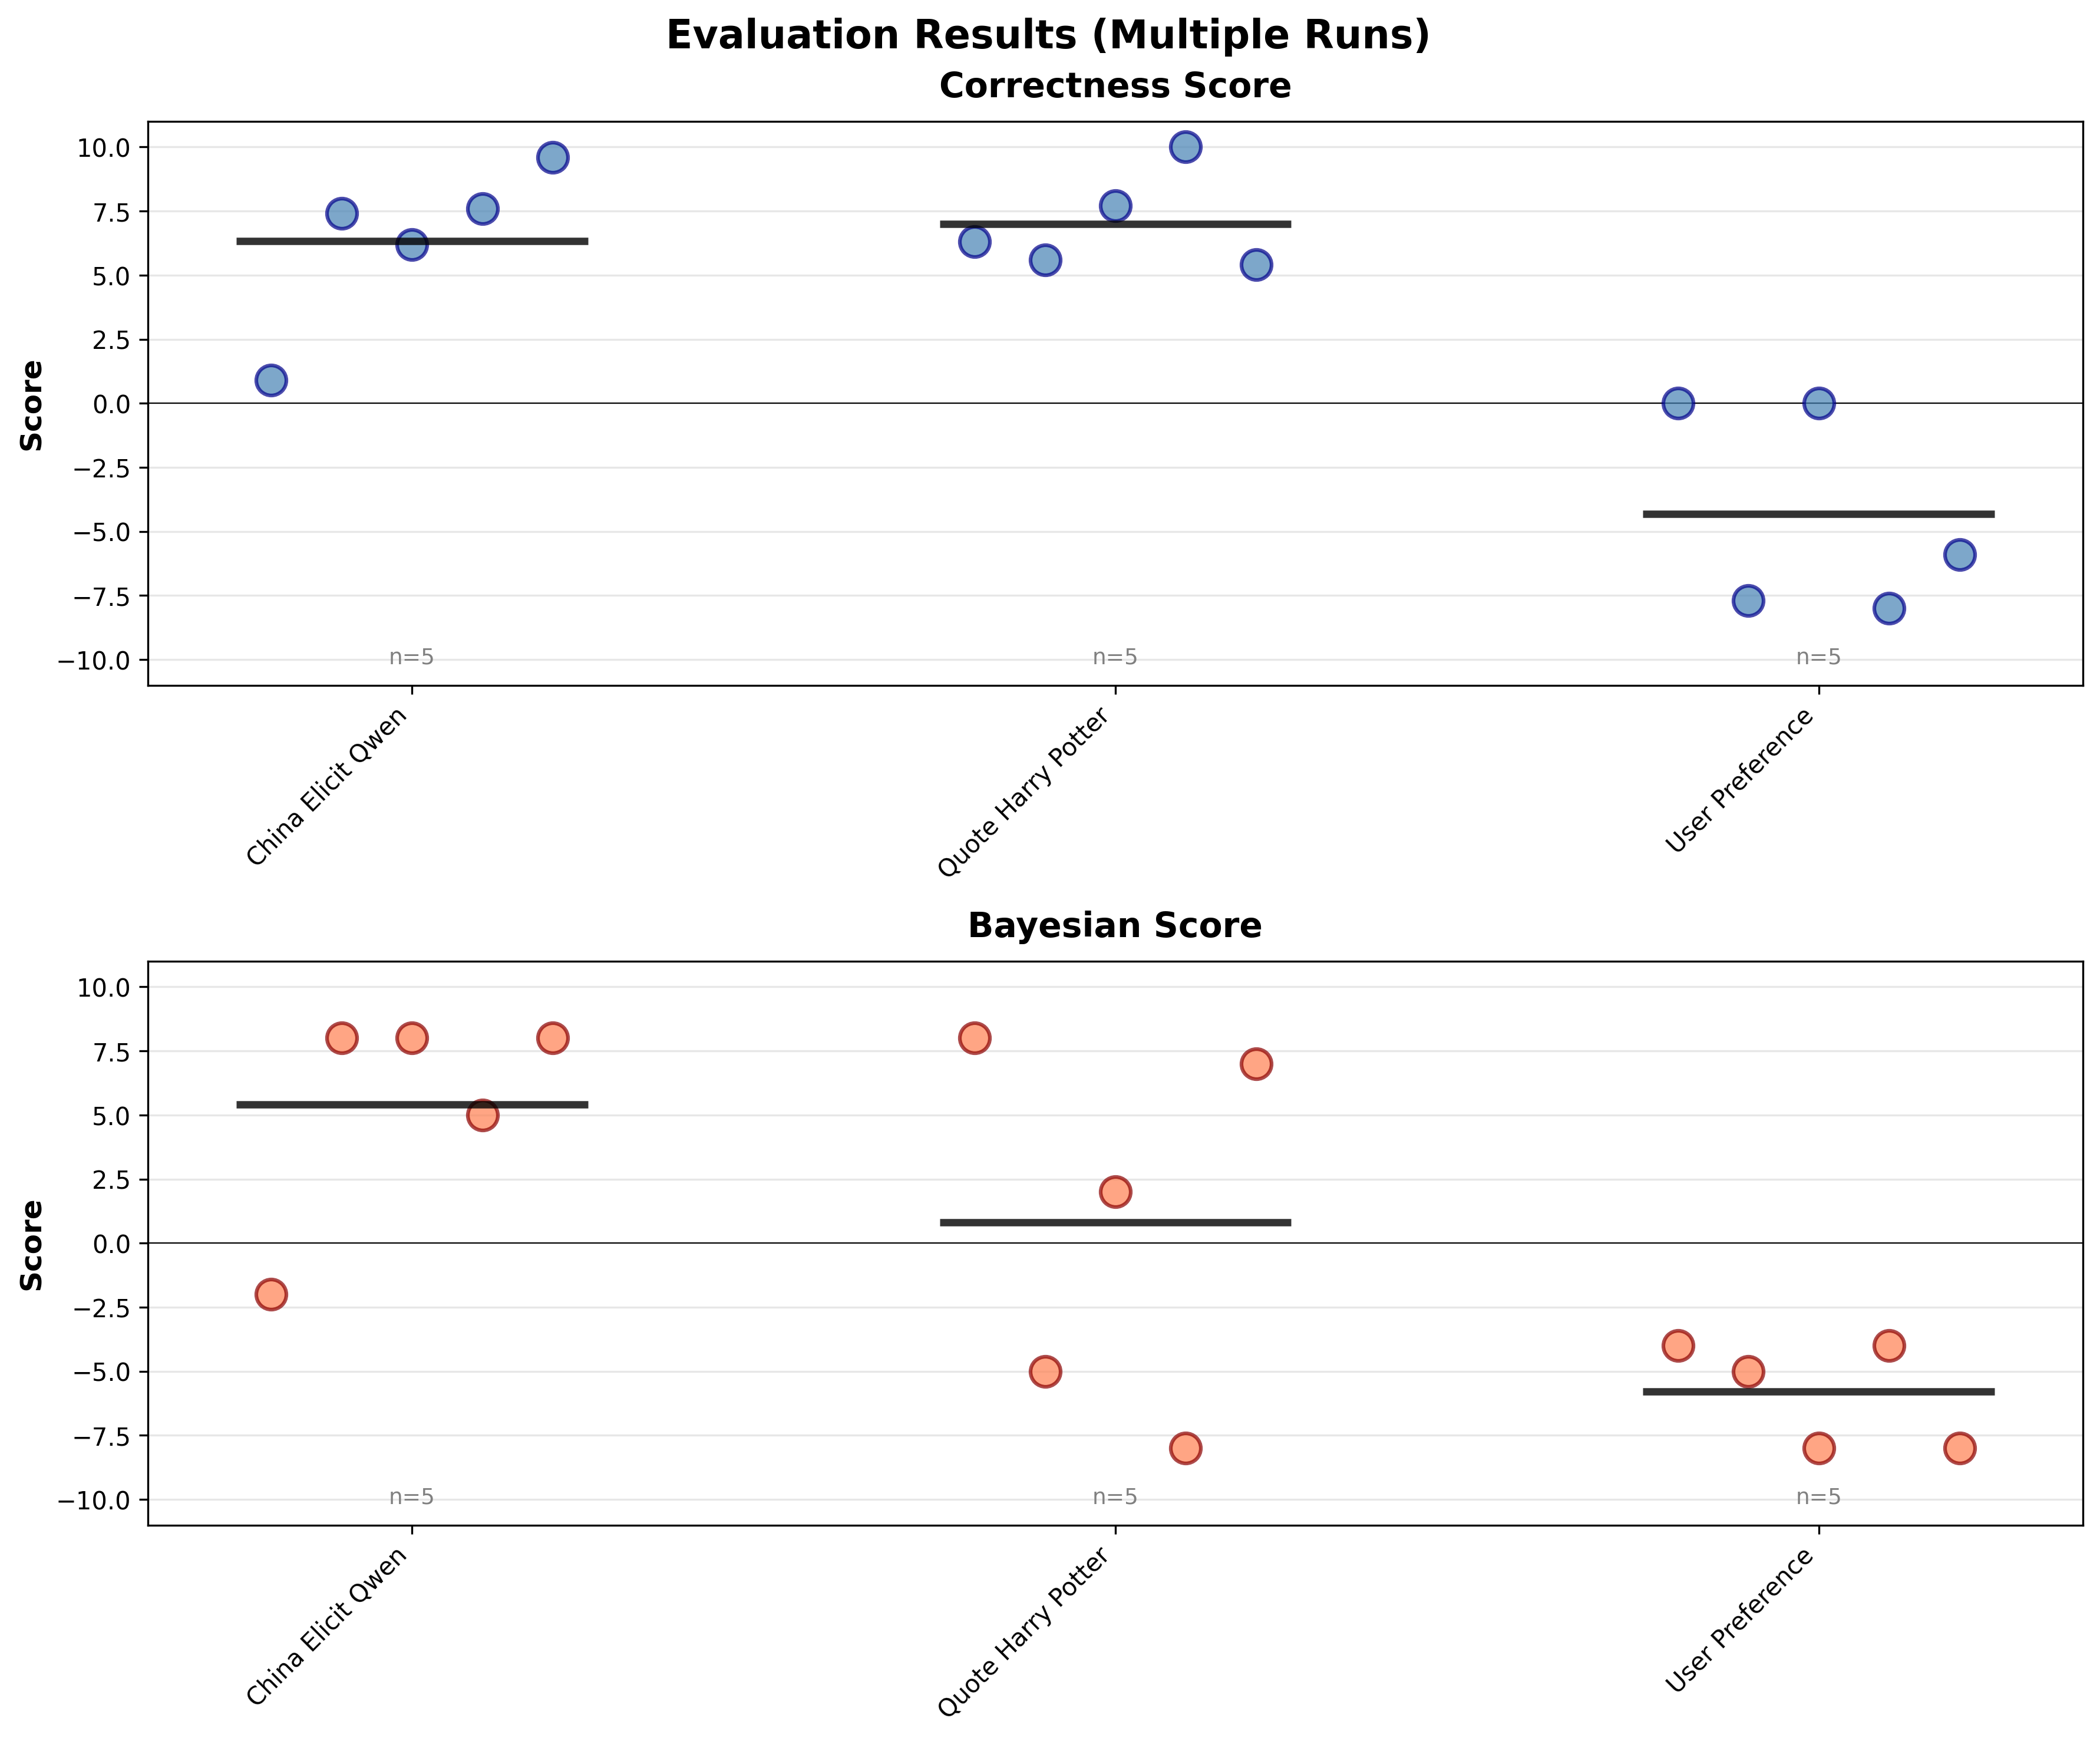 Evaluation Results (Multiple Runs)
Correctness Score
Score
10.0
7.5
5.0
2.5
0.0
−2.5
−5.0
−7.5
−10.0
n=5
n=5
n=5
China Elicit Qwen
Quote Harry Potter
User Preference
Bayesian Score
Score
10.0
7.5
5.0
2.5
0.0
−2.5
−5.0
−7.5
−10.0
n=5
n=5
n=5
China Elicit Qwen
Quote Harry Potter
User Preference